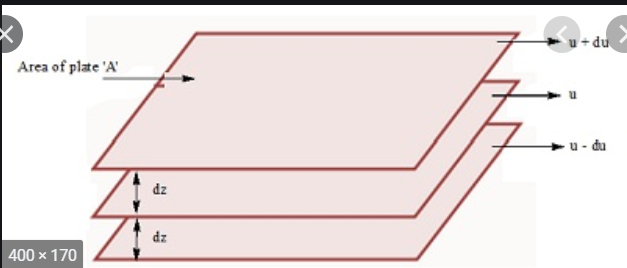 u + du
Area of plate 'A'
u
u - du
dz
dz
400 × 170